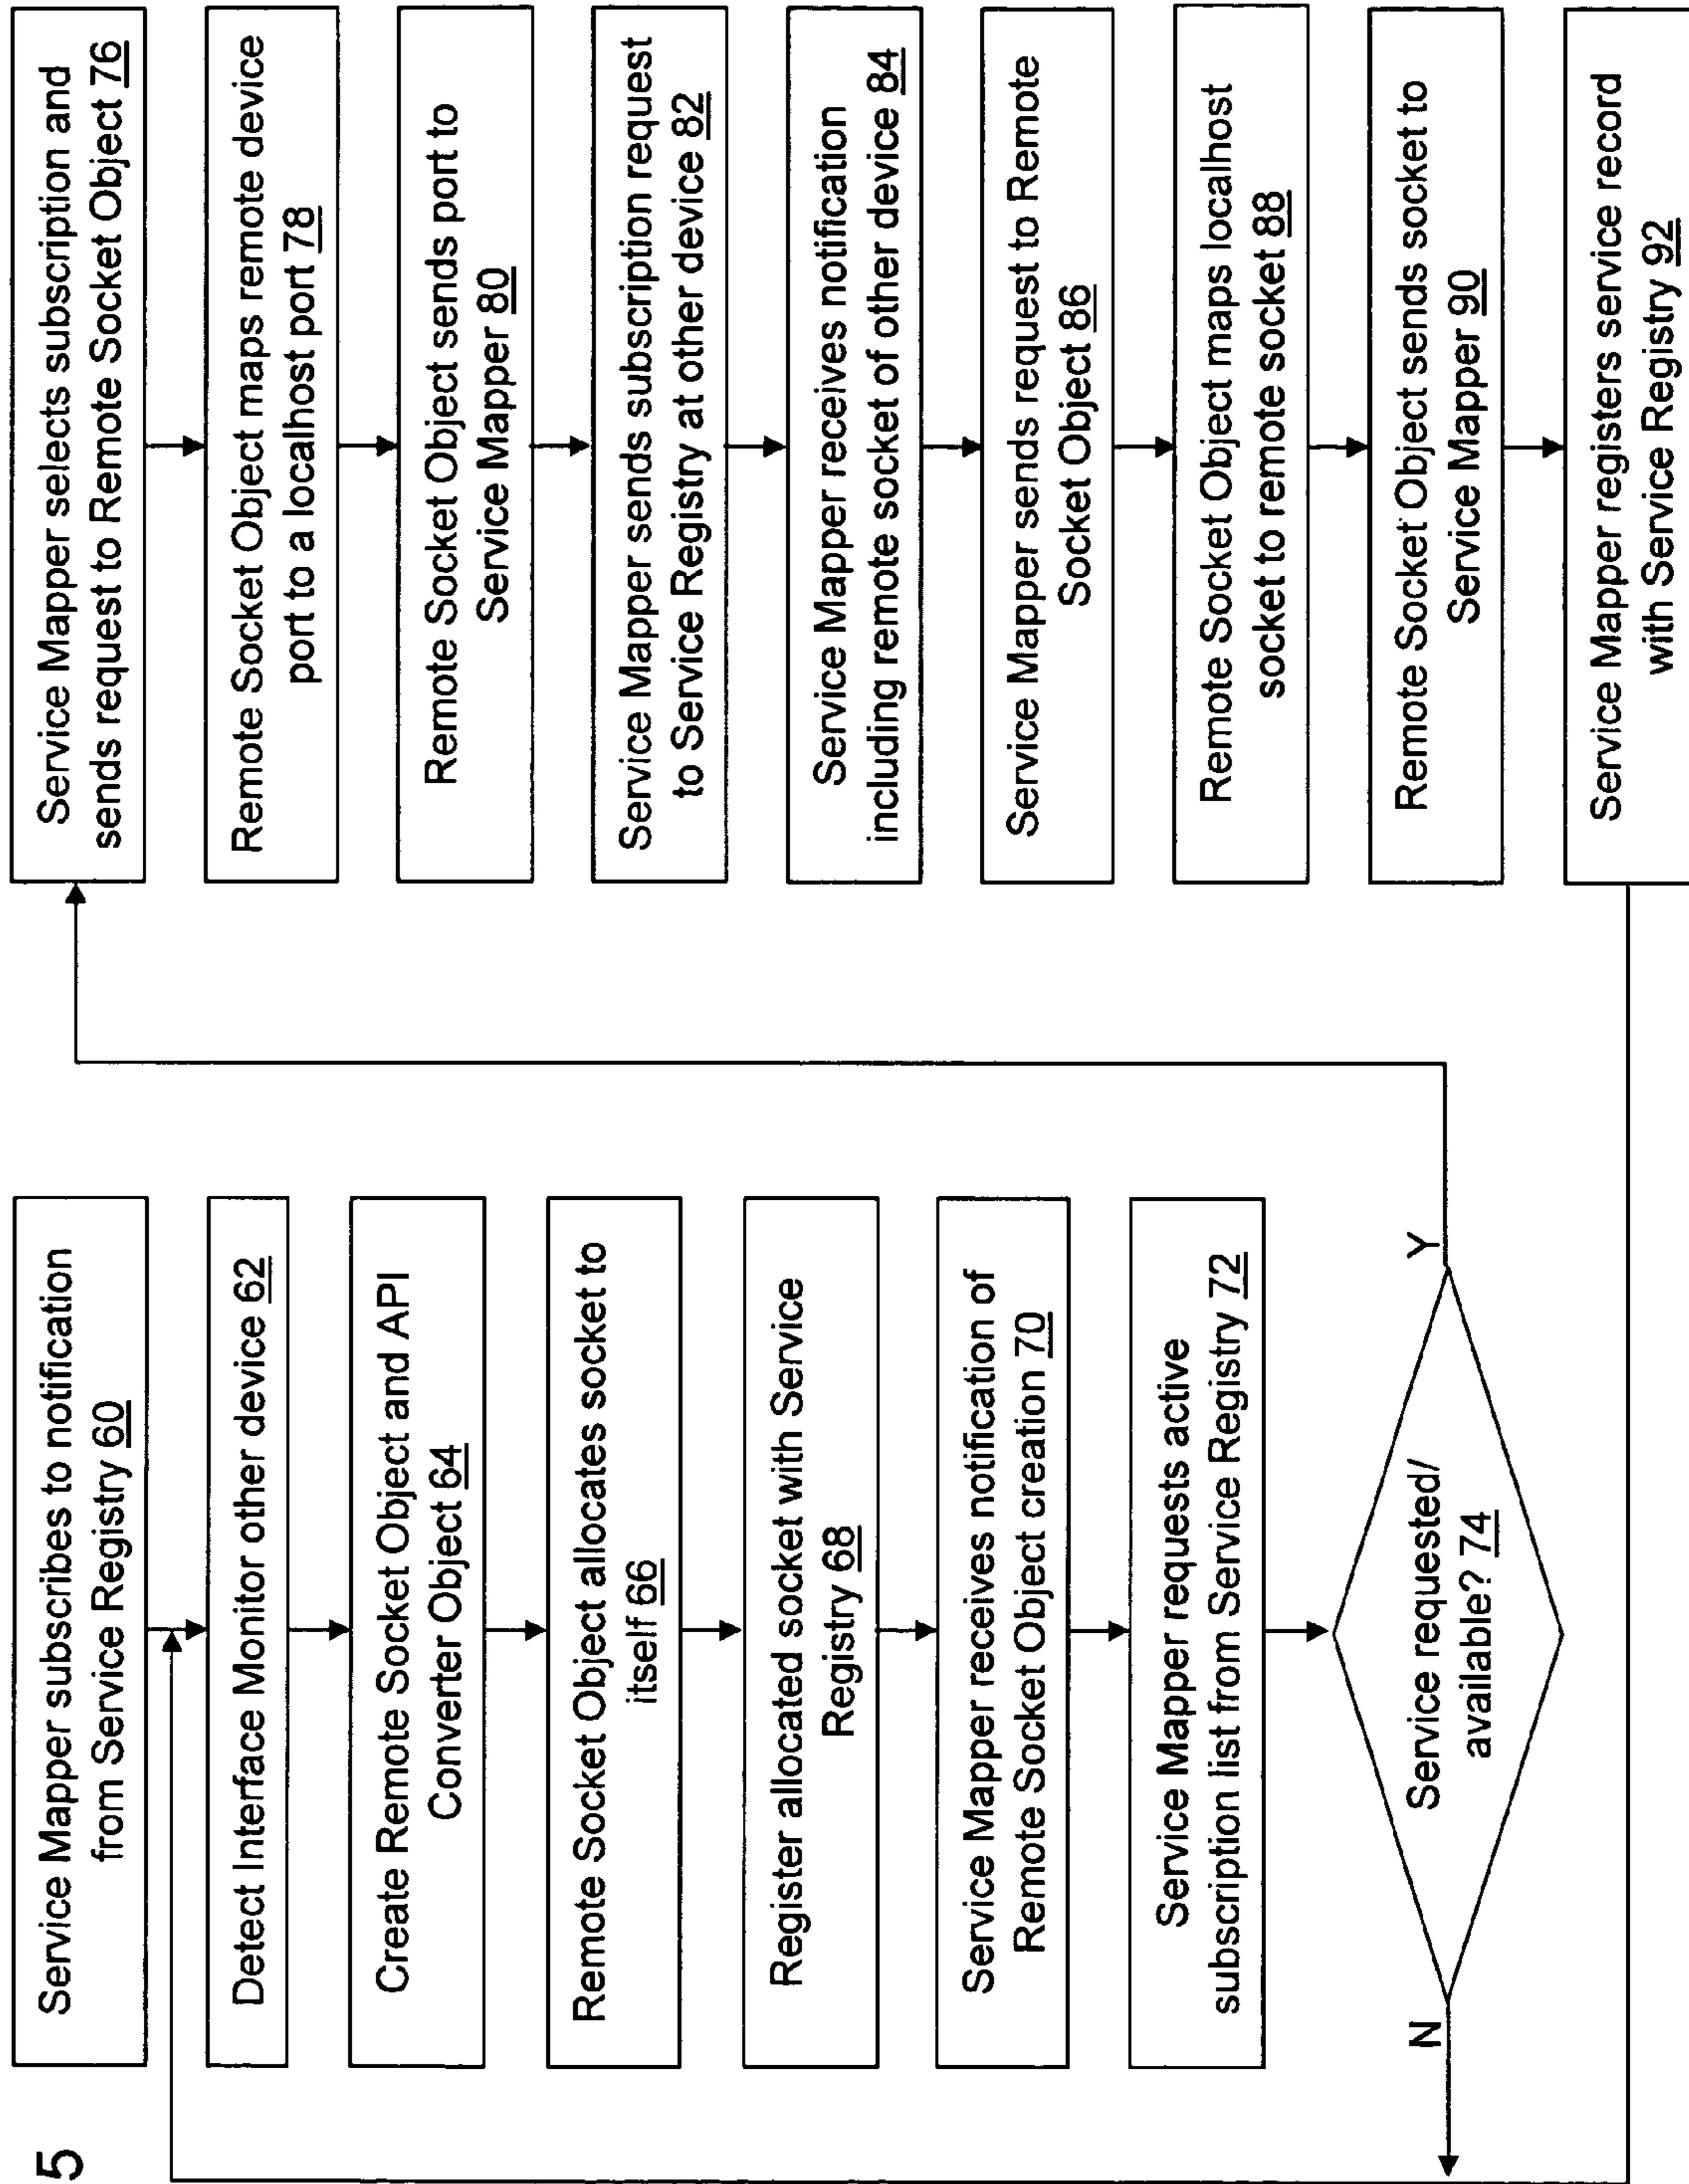 5
Service Mapper subscribes to notification
from Service Registry 60
Detect Interface Monitor other device 62
Create Remote Socket Object and API
Converter Object 64
Remote Socket Object allocates socket to
itself 66
Register allocated socket with Service
Registry 68
Service Mapper receives notification of
Remote Socket Object creation 70
Service Mapper requests active
subscription list from Service Registry 72
Service requested/
available? 74
N
Y
Service Mapper selects subscription and
sends request to Remote Socket Object 76
Remote Socket Object maps remote device
port to a localhost port 78
Remote Socket Object sends port to
Service Mapper 80
Service Mapper sends subscription request
to Service Registry at other device 82
Service Mapper receives notification
including remote socket of other device 84
Service Mapper sends request to Remote
Socket Object 86
Remote Socket Object maps localhost
socket to remote socket 88
Remote Socket Object sends socket to
Service Mapper 90
Service Mapper registers service record
with Service Registry 92